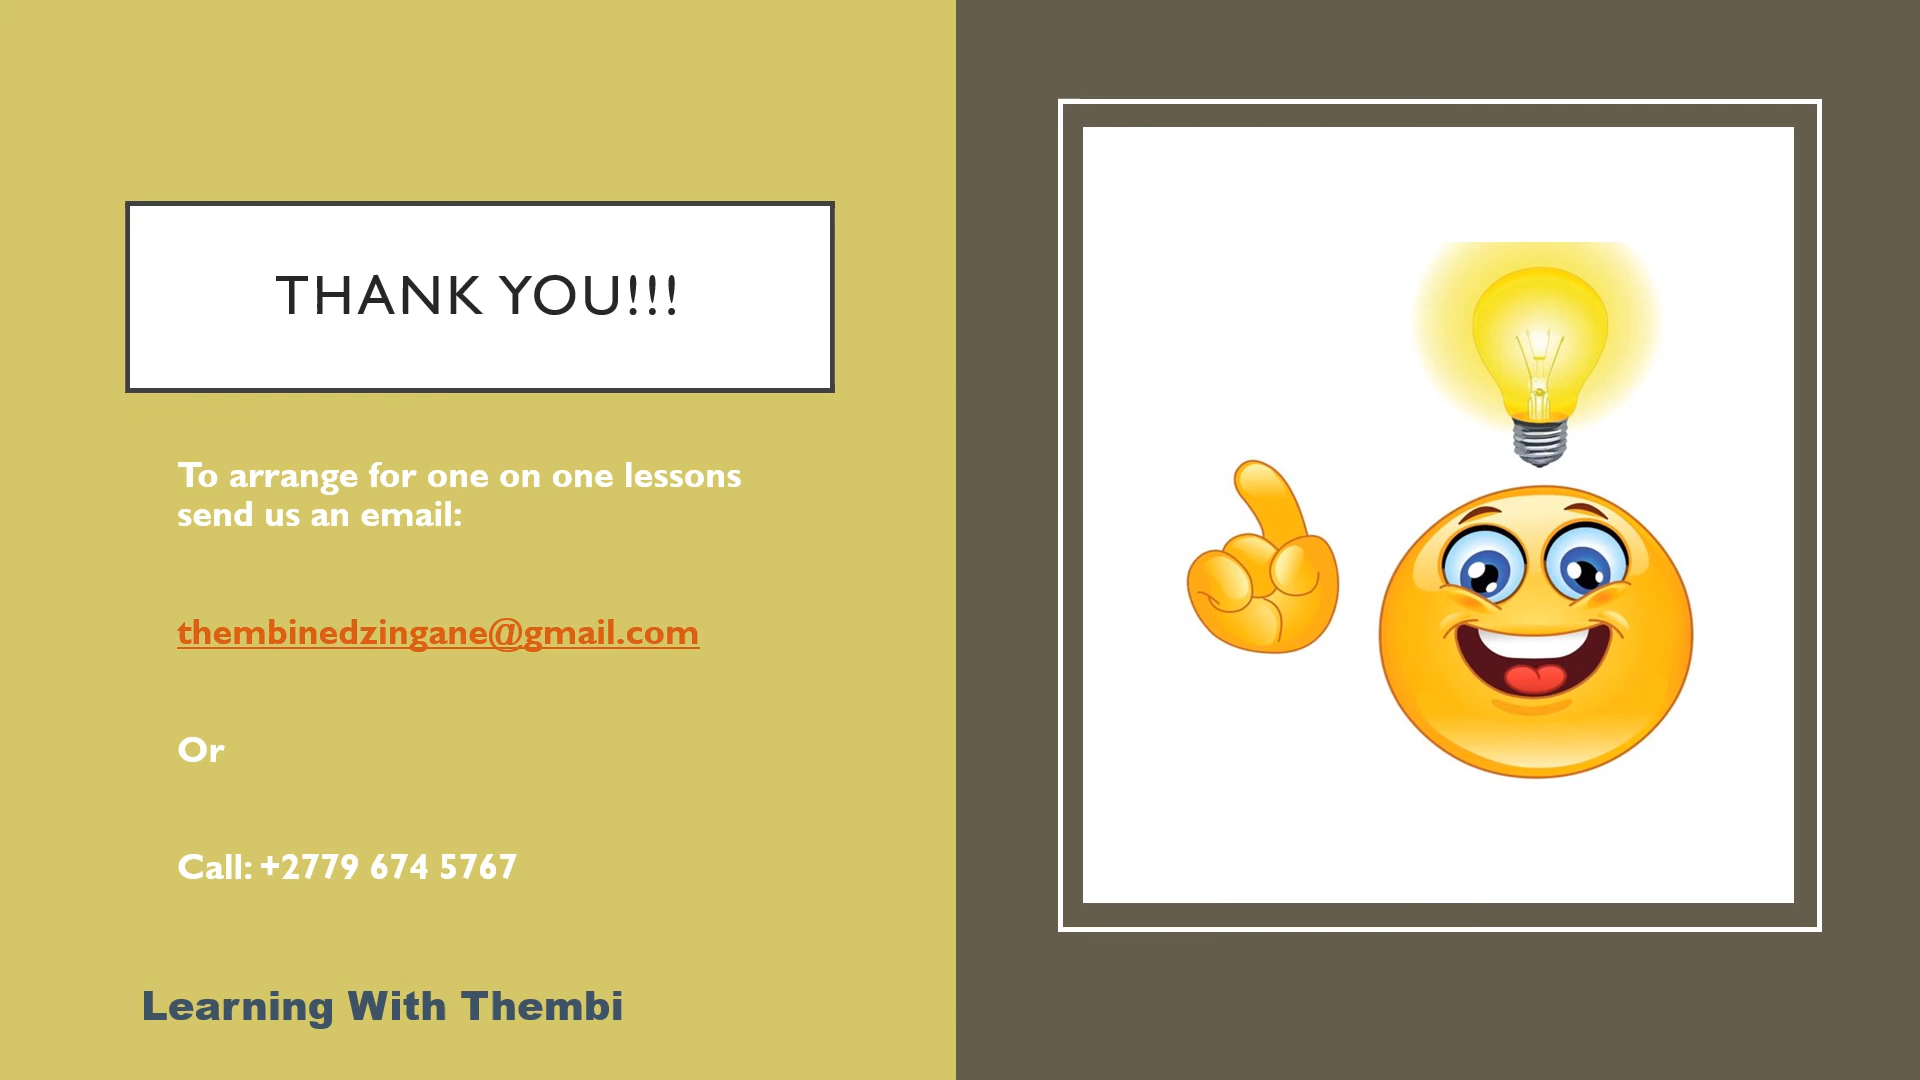 THANK YOU!!!
To arrange for one on one lessons
send us an email:
thembinedzingane@gmail.com
Or
Call: +2779 674 5767
Learning With Thembi